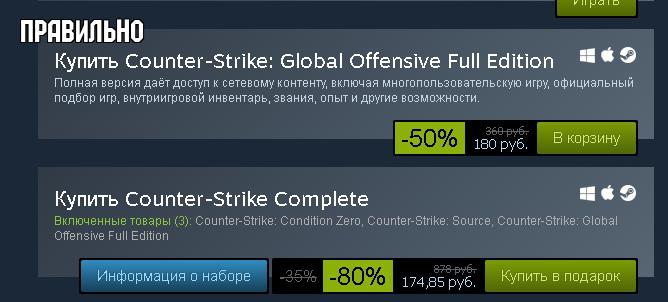 Играть
ПРАВИЛЬНО
Купить Counter-Strike: Global Offensive Full Edition
Полная версия даёт доступ к сетевому контенту, включая многопользовательскую игру, официальный
подбор игр, внутриигровой инвентарь, звания, опыт и другие возможности.
-50%
360 руб.
180 руб.
В корзину
Купить Counter-Strike Complete
Включенные товары (3): Counter-Strike: Condition Zero, Counter-Strike: Source, Counter-Strike: Global
Offensive Full Edition
Информация о наборе
-35%
-80%
878 руб.
174,85 руб.
Купить в подарок